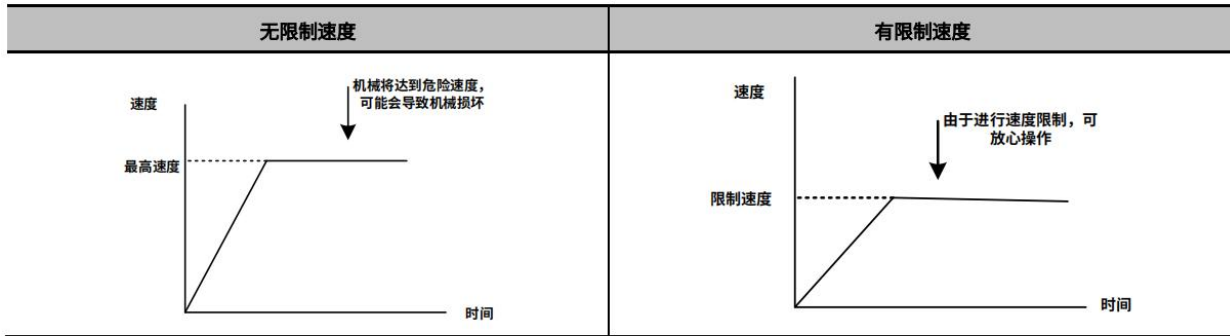 无限制速度
有限制速度
机械将达到危险速度，
可能会导致机械损坏
速度
最高速度
时间
速度
由于进行速度限制，可
放心操作
限制速度
时间